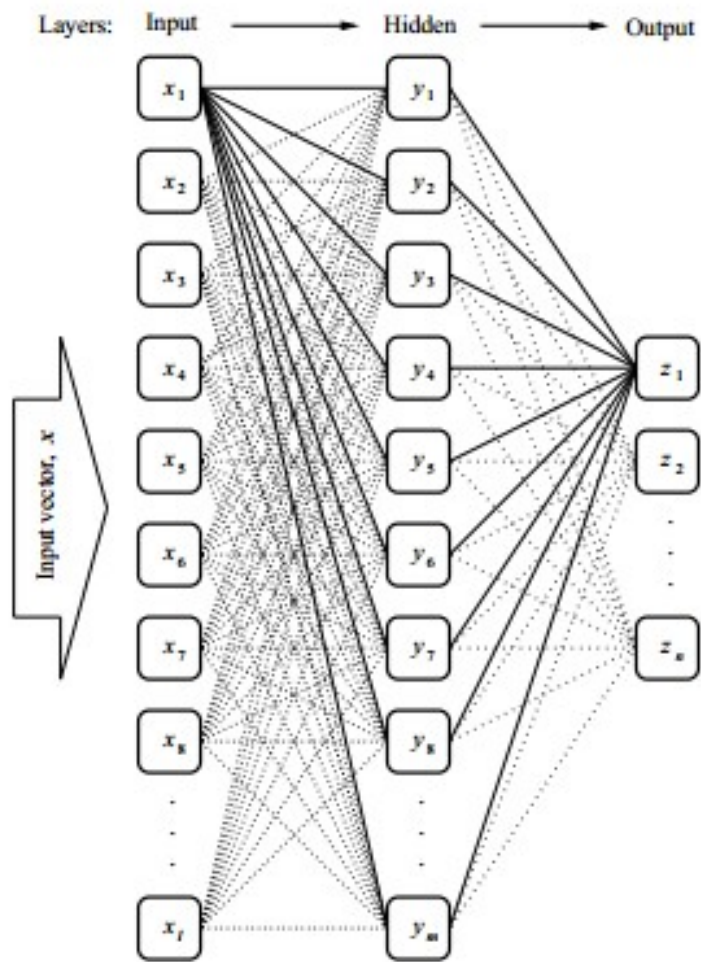 Layers: Input Hidden Output
x₁ y₁
x₂ y₂
x₃ y₃
x₄ y₄ z₁
x₅ y₅ z₂
x₆ y₆
x₇ y₇ zₙ
x₈ y₈
xₗ yₘ
Input vector, x